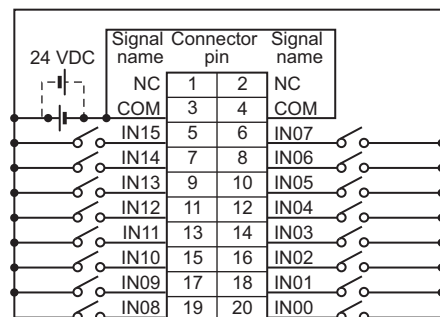 Signal name Connector pin Signal name
24 VDC
NC 1 2 NC
COM 3 4 COM
IN15 5 6 IN07
IN14 7 8 IN06
IN13 9 10 IN05
IN12 11 12 IN04
IN11 13 14 IN03
IN10 15 16 IN02
IN09 17 18 IN01
IN08 19 20 IN00